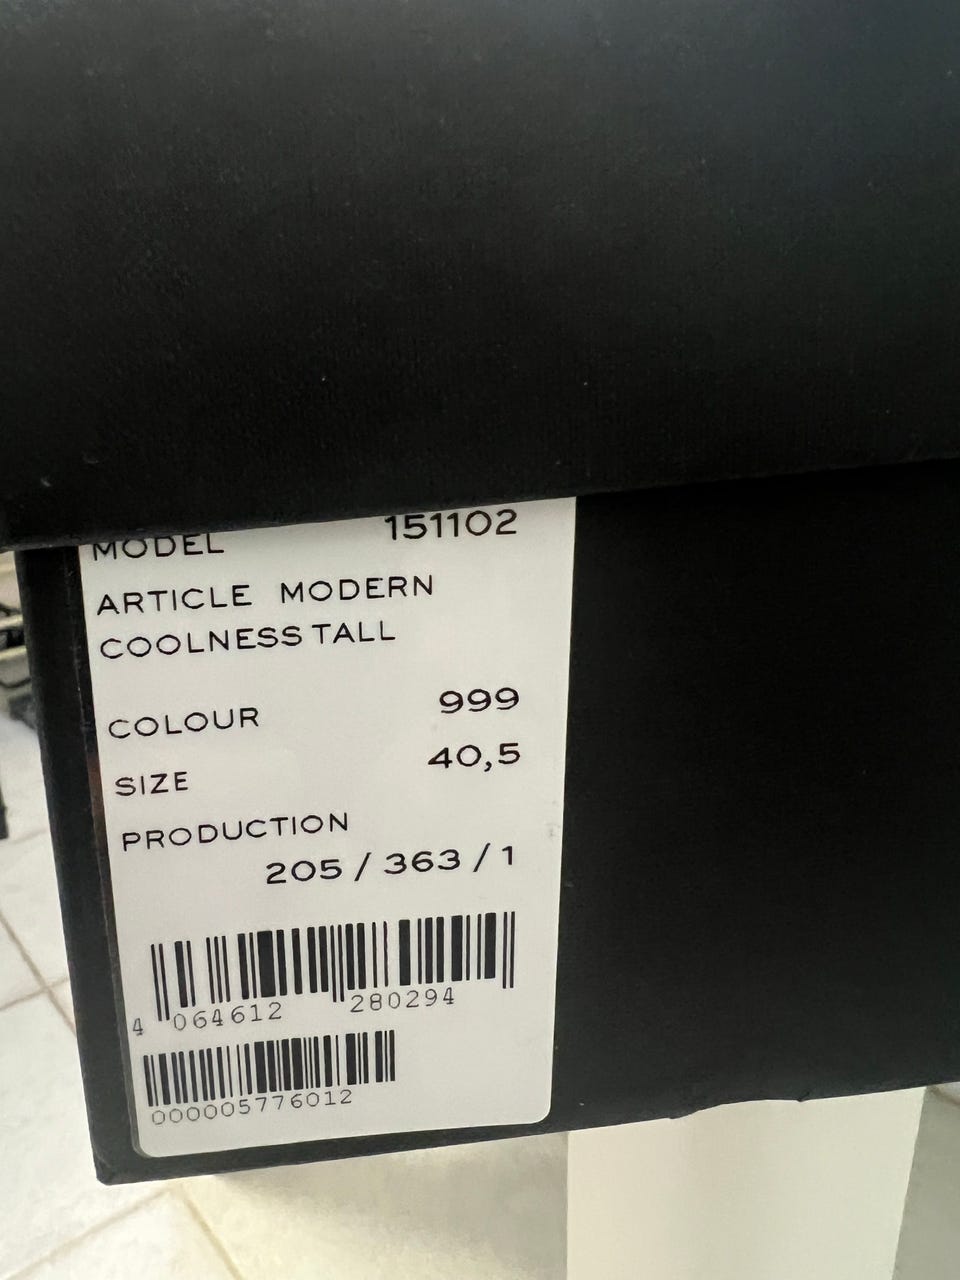 MODEL 151102
ARTICLE MODERN
COOLNESS TALL
COLOUR 999
SIZE 40,5
PRODUCTION
205 / 363 / 1
4 064612 280294
000005776012